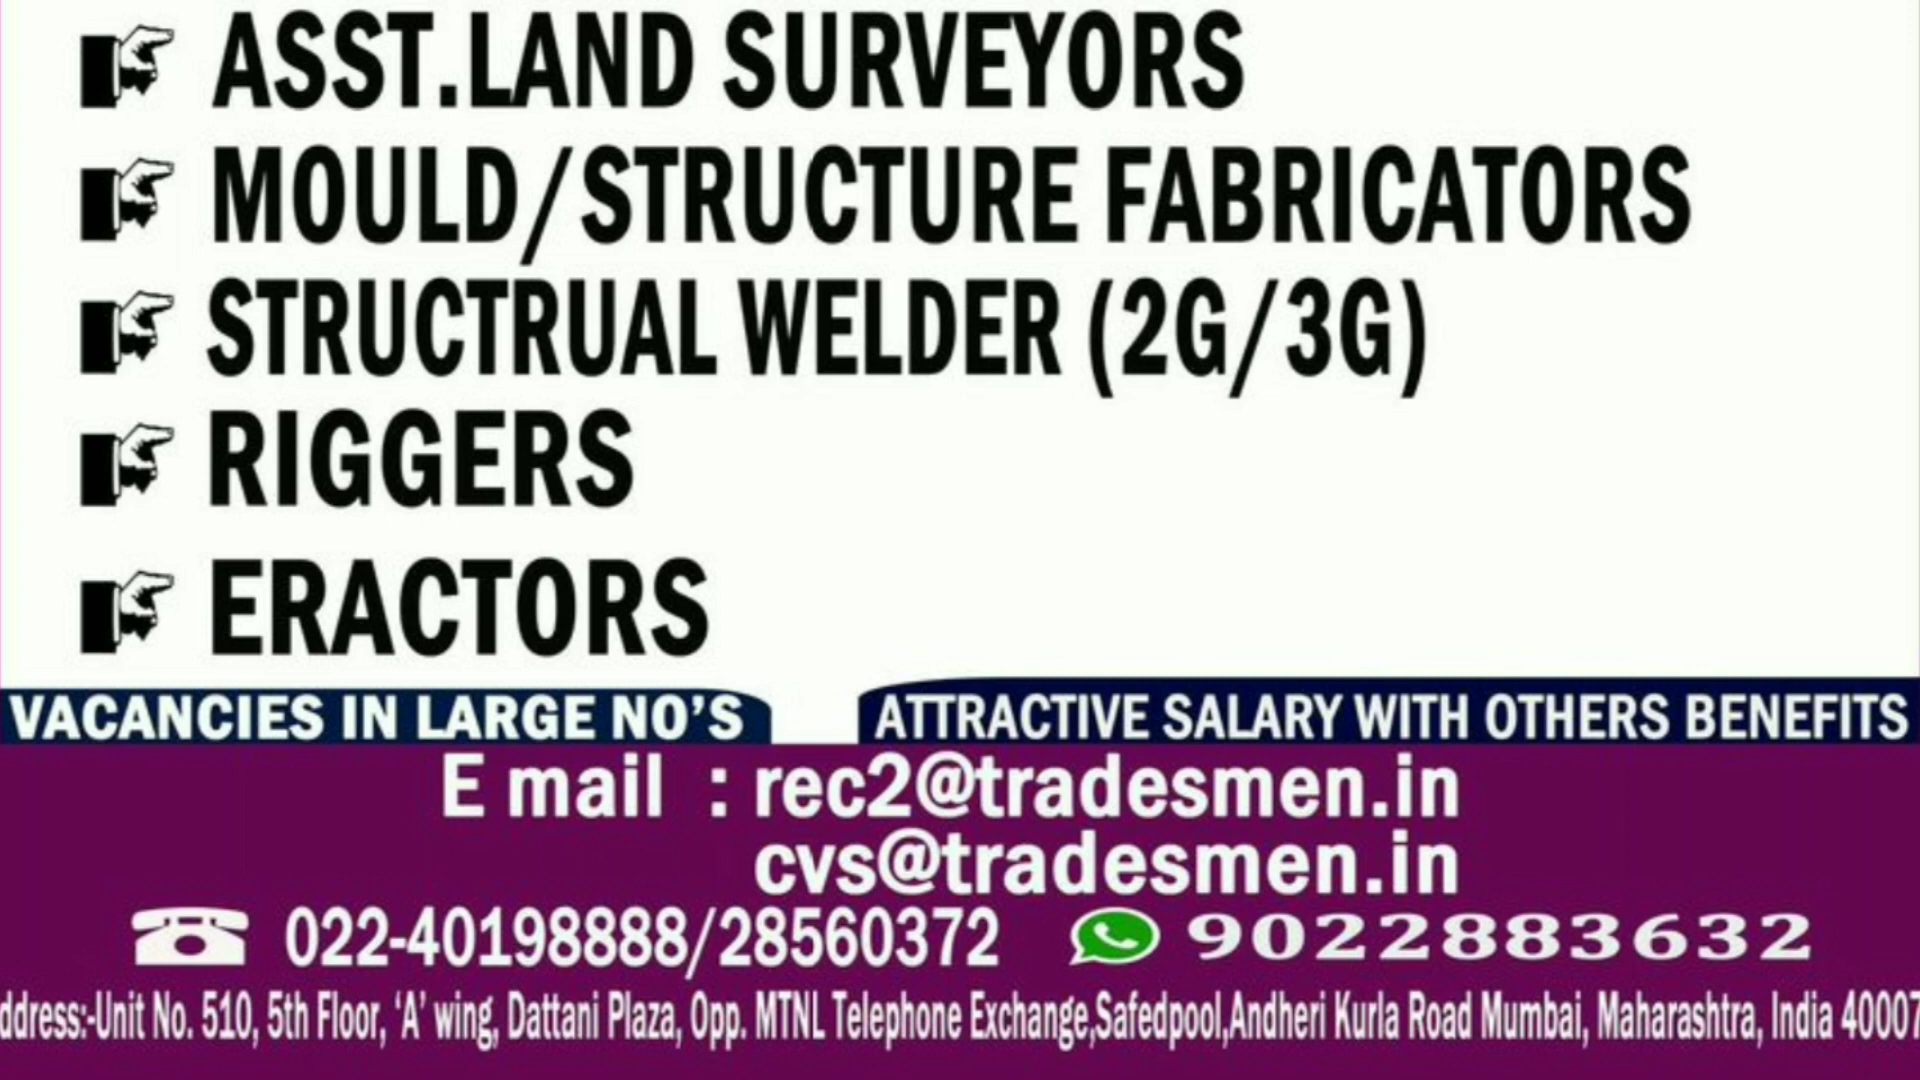 ASST.LAND SURVEYORS
MOULD/STRUCTURE FABRICATORS
STRUCTRUAL WELDER (2G/3G)
RIGGERS
ERACTORS
VACANCIES IN LARGE NO'S
ATTRACTIVE SALARY WITH OTHERS BENEFITS
E mail : rec2@tradesmen.in
cvs@tradesmen.in
022-40198888/28560372 9022883632
ddress:-Unit No. 510, 5th Floor, ‘A’ wing, Dattani Plaza, Opp. MTNL Telephone Exchange,Safedpool,Andheri Kurla Road Mumbai, Maharashtra, India 40007